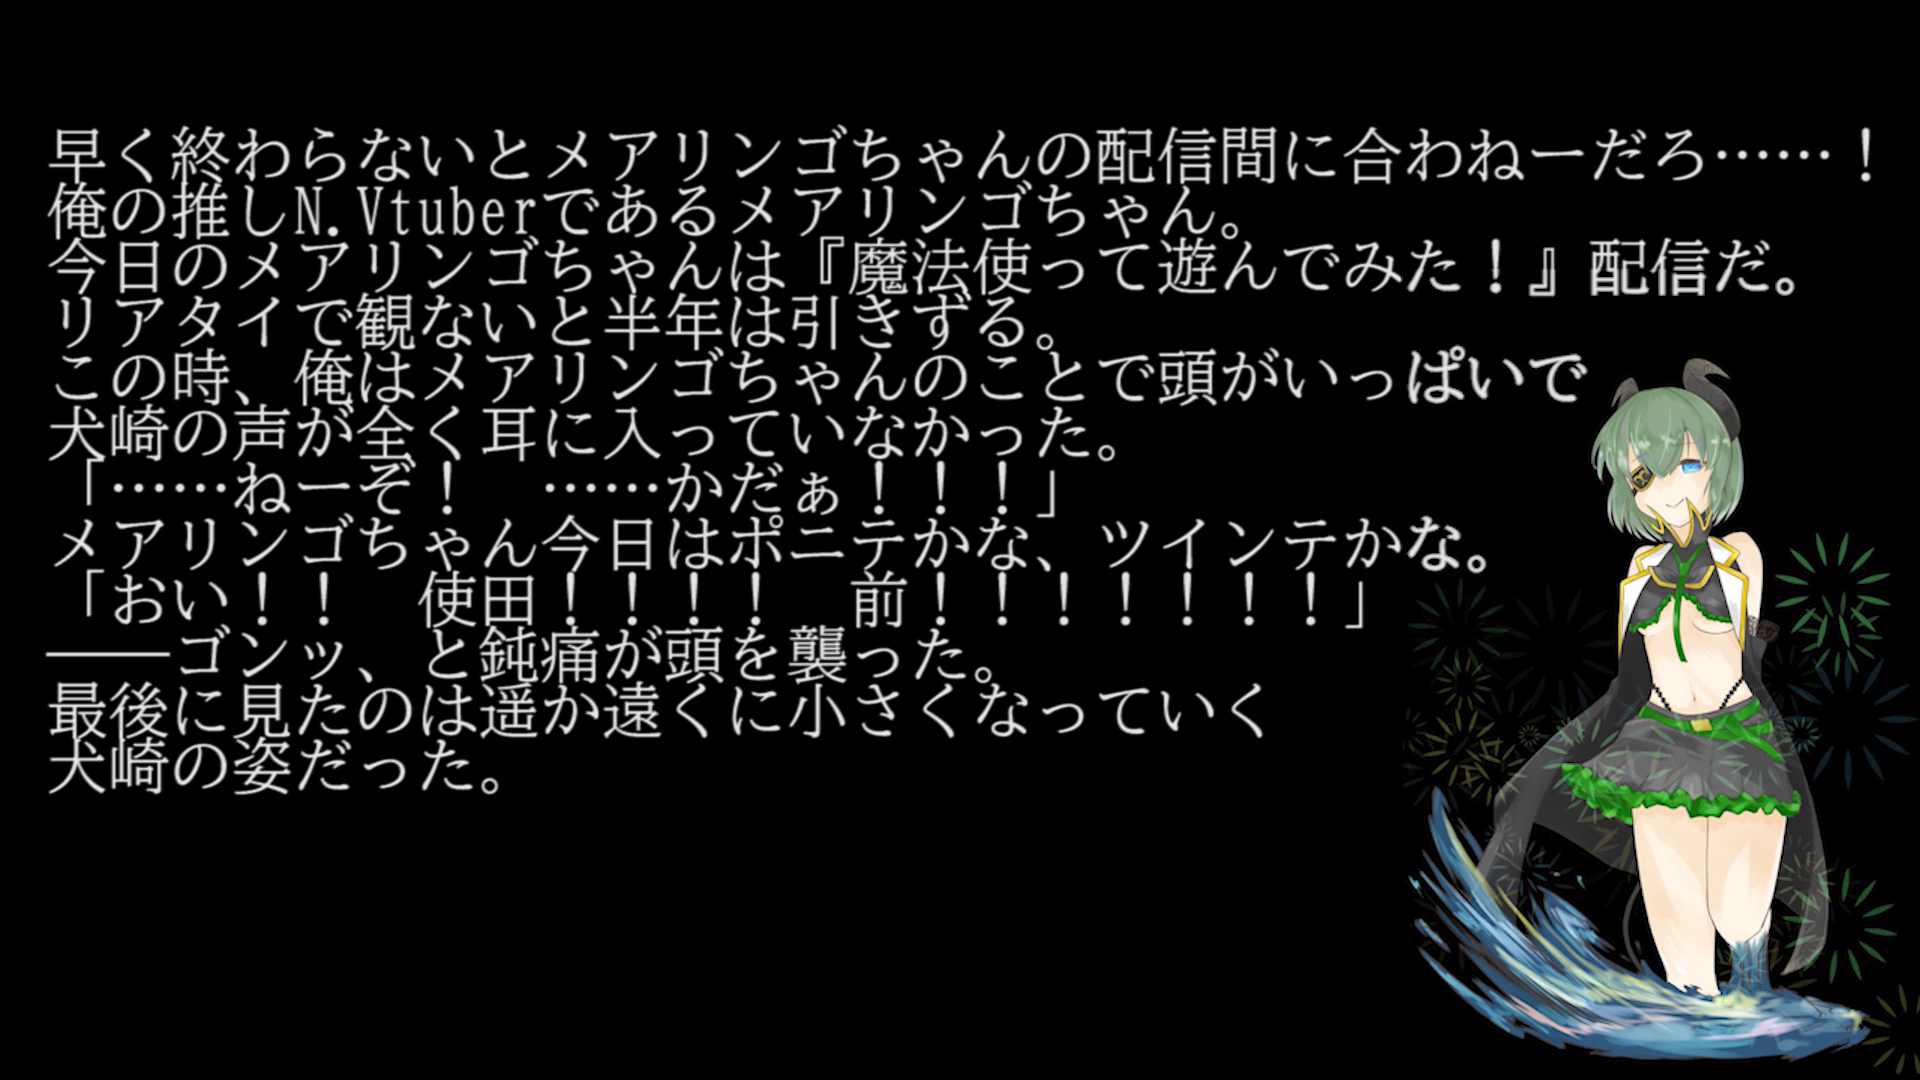 早く終わらないとメアリンゴちゃんの配信間に合わねーだろ……！
俺の推しN.Vtuberであるメアリンゴちゃん。
今日のメアリンゴちゃんは『魔法使って遊んでみた！』配信だ。
リアタイで観ないと半年は引きずる。
この時、俺はメアリンゴちゃんのことで頭がいっぱいで
犬崎の声が全く耳に入っていなかった。
「……ねーぞ！　……かだぁ！！！」
メアリンゴちゃん今日はポニテかな、ツインテかな。
「おい！！　使田！！！！　前！！！！！！！」
――ゴンッ、と鈍痛が頭を襲った。
最後に見たのは遥か遠くに小さくなっていく
犬崎の姿だった。